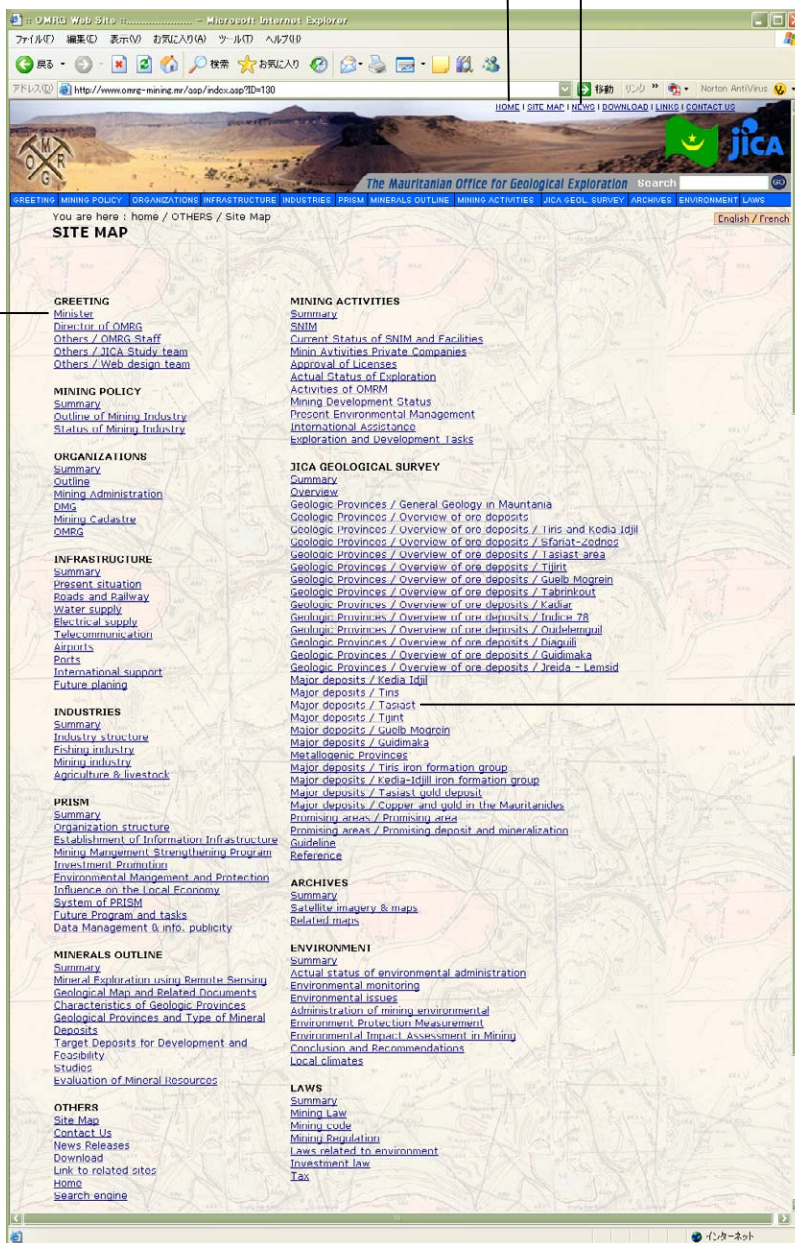 :: OMRG Web Site ::..................... - Microsoft Internet Explorer
ファイル(F) 編集(E) 表示(V) お気に入り(A) ツール(T) ヘルプ(H)
戻る 検索 お気に入り
アドレス(D) http://www.omrg-mining.mr/asp/index.asp?ID=130 移動 リンク » Norton AntiVirus
HOME | SITE MAP | NEWS | DOWNLOAD | LINKS | CONTACT US
OMRG
jica
The Mauritanian Office for Geological Exploration Search GO
GREETING MINING POLICY ORGANIZATIONS INFRASTRUCTURE INDUSTRIES PRISM MINERALS OUTLINE MINING ACTIVITIES JICA GEOL. SURVEY ARCHIVES ENVIRONMENT LAWS
You are here : home / OTHERS / Site Map
English / French
SITE MAP
GREETING
Minister
Director of OMRG
Others / OMRG Staff
Others / JICA Study team
Others / Web design team
MINING POLICY
Summary
Outline of Mining Industry
Status of Mining Industry
ORGANIZATIONS
Summary
Outline
Mining Administration
DMG
Mining Cadastre
OMRG
INFRASTRUCTURE
Summary
Present situation
Roads and Railway
Water supply
Electrical supply
Telecommunication
Airports
Ports
International support
Future planing
INDUSTRIES
Summary
Industry structure
Fishing industry
Mining industry
Agriculture & livestock
PRISM
Summary
Organization structure
Establishment of Information Infrastructure
Mining Mangement Strengthening Program
Investment Promotion
Environmental Mangement and Protection
Influence on the Local Economy
System of PRISM
Future Program and tasks
Data Management & info. publicity
MINERALS OUTLINE
Summary
Mineral Exploration using Remote Sensing
Geological Map and Related Documents
Characteristics of Geologic Provinces
Geological Provinces and Type of Mineral
Deposits
Target Deposits for Development and
Feasibility
Studies
Evaluation of Mineral Resources
OTHERS
Site Map
Contact Us
News Releases
Download
Link to related sites
Home
Search engine
MINING ACTIVITIES
Summary
SNIM
Current Status of SNIM and Facilities
Minin Avtivities Private Companies
Approval of Licenses
Actual Status of Exploration
Activities of OMRM
Mining Development Status
Present Environmental Management
International Assistance
Exploration and Development Tasks
JICA GEOLOGICAL SURVEY
Summary
Overview
Geologic Provinces / General Geology in Mauritania
Geologic Provinces / Overview of ore deposits
Geologic Provinces / Overview of ore deposits / Tiris and Kedia Idjil
Geologic Provinces / Overview of ore deposits / Sfariat-Zednes
Geologic Provinces / Overview of ore deposits / Tasiast area
Geologic Provinces / Overview of ore deposits / Tijirit
Geologic Provinces / Overview of ore deposits / Guelb Mogrein
Geologic Provinces / Overview of ore deposits / Tabrinkout
Geologic Provinces / Overview of ore deposits / Kadiar
Geologic Provinces / Overview of ore deposits / Indice 78
Geologic Provinces / Overview of ore deposits / Oudelemguil
Geologic Provinces / Overview of ore deposits / Diaguili
Geologic Provinces / Overview of ore deposits / Guidimaka
Geologic Provinces / Overview of ore deposits / Jreida - Lemsid
Major deposits / Kedia Idjil
Major deposits / Tiris
Major deposits / Tasiast
Major deposits / Tijirit
Major deposits / Guelb Mogrein
Major deposits / Guidimaka
Metallogenic Provinces
Major deposits / Tiris iron formation group
Major deposits / Kedia-Idjill iron formation group
Major deposits / Tasiast gold deposit
Major deposits / Copper and gold in the Mauritanides
Promising areas / Promising area
Promising areas / Promising deposit and mineralization
Guideline
Reference
ARCHIVES
Summary
Satellite imagery & maps
Related maps
ENVIRONMENT
Summary
Actual status of environmental administration
Environmental monitoring
Environmental issues
Administration of mining environmental
Environment Protection Measurement
Environmental Impact Assessment in Mining
Conclusion and Recommendations
Local climates
LAWS
Summary
Mining Law
Mining code
Mining Regulation
Laws related to environment
Investment law
Tax
インターネット